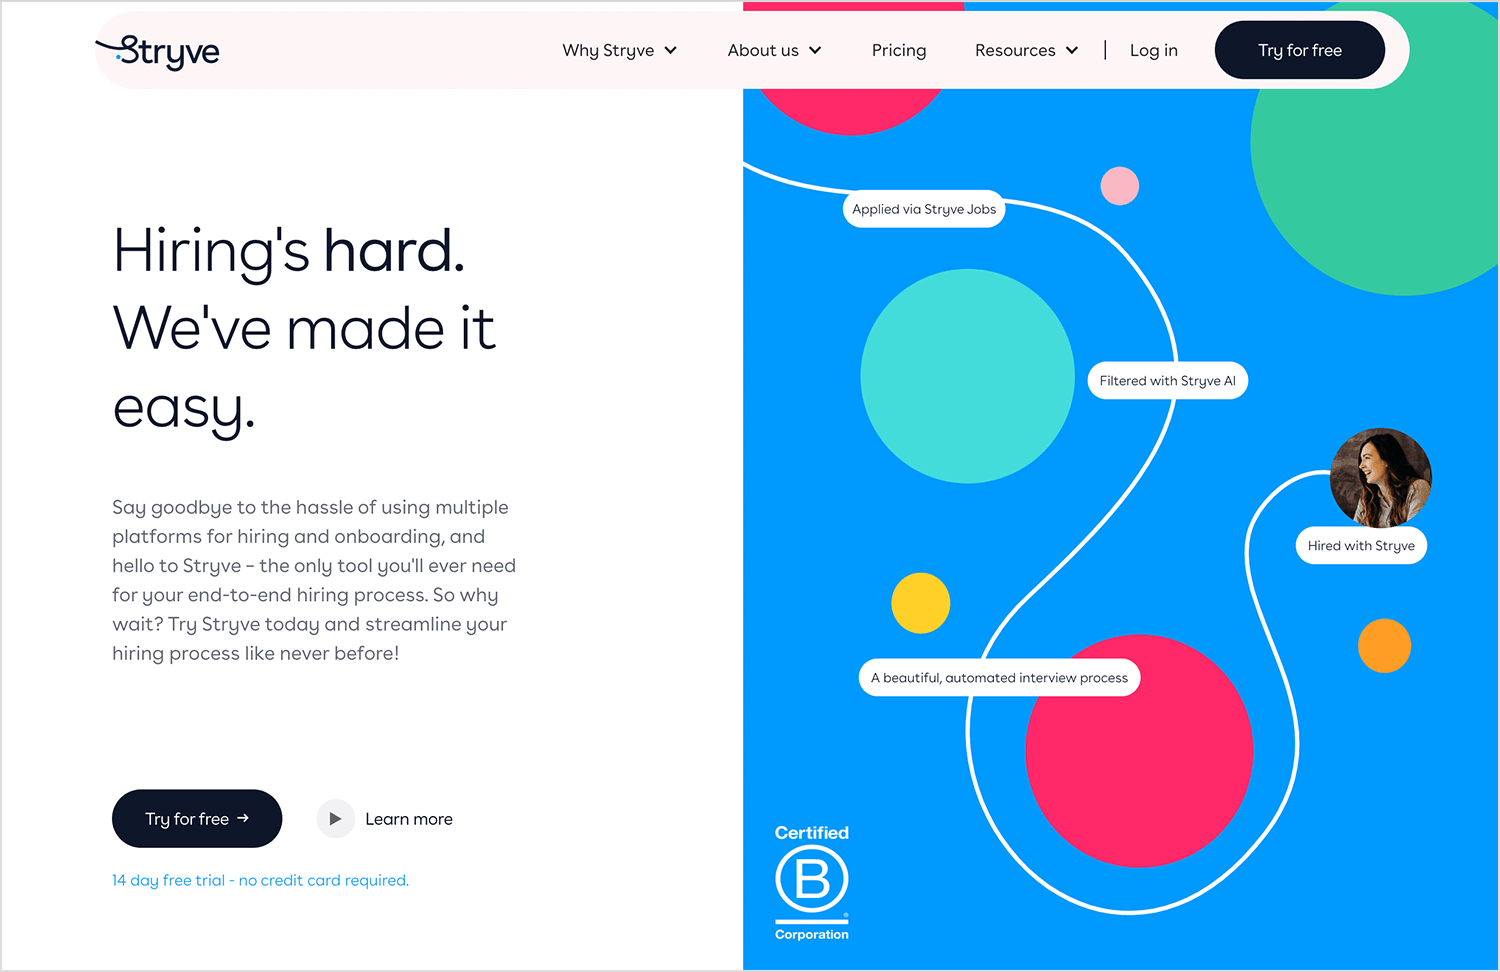 Stryve
Why Stryve
About us
Pricing
Resources
Log in
Try for free
Hiring's hard.
We've made it
easy.
Say goodbye to the hassle of using multiple
platforms for hiring and onboarding, and
hello to Stryve – the only tool you'll ever need
for your end-to-end hiring process. So why
wait? Try Stryve today and streamline your
hiring process like never before!
Try for free →
Learn more
14 day free trial - no credit card required.
Applied via Stryve Jobs
Filtered with Stryve AI
Hired with Stryve
A beautiful, automated interview process
Certified
B
®
Corporation